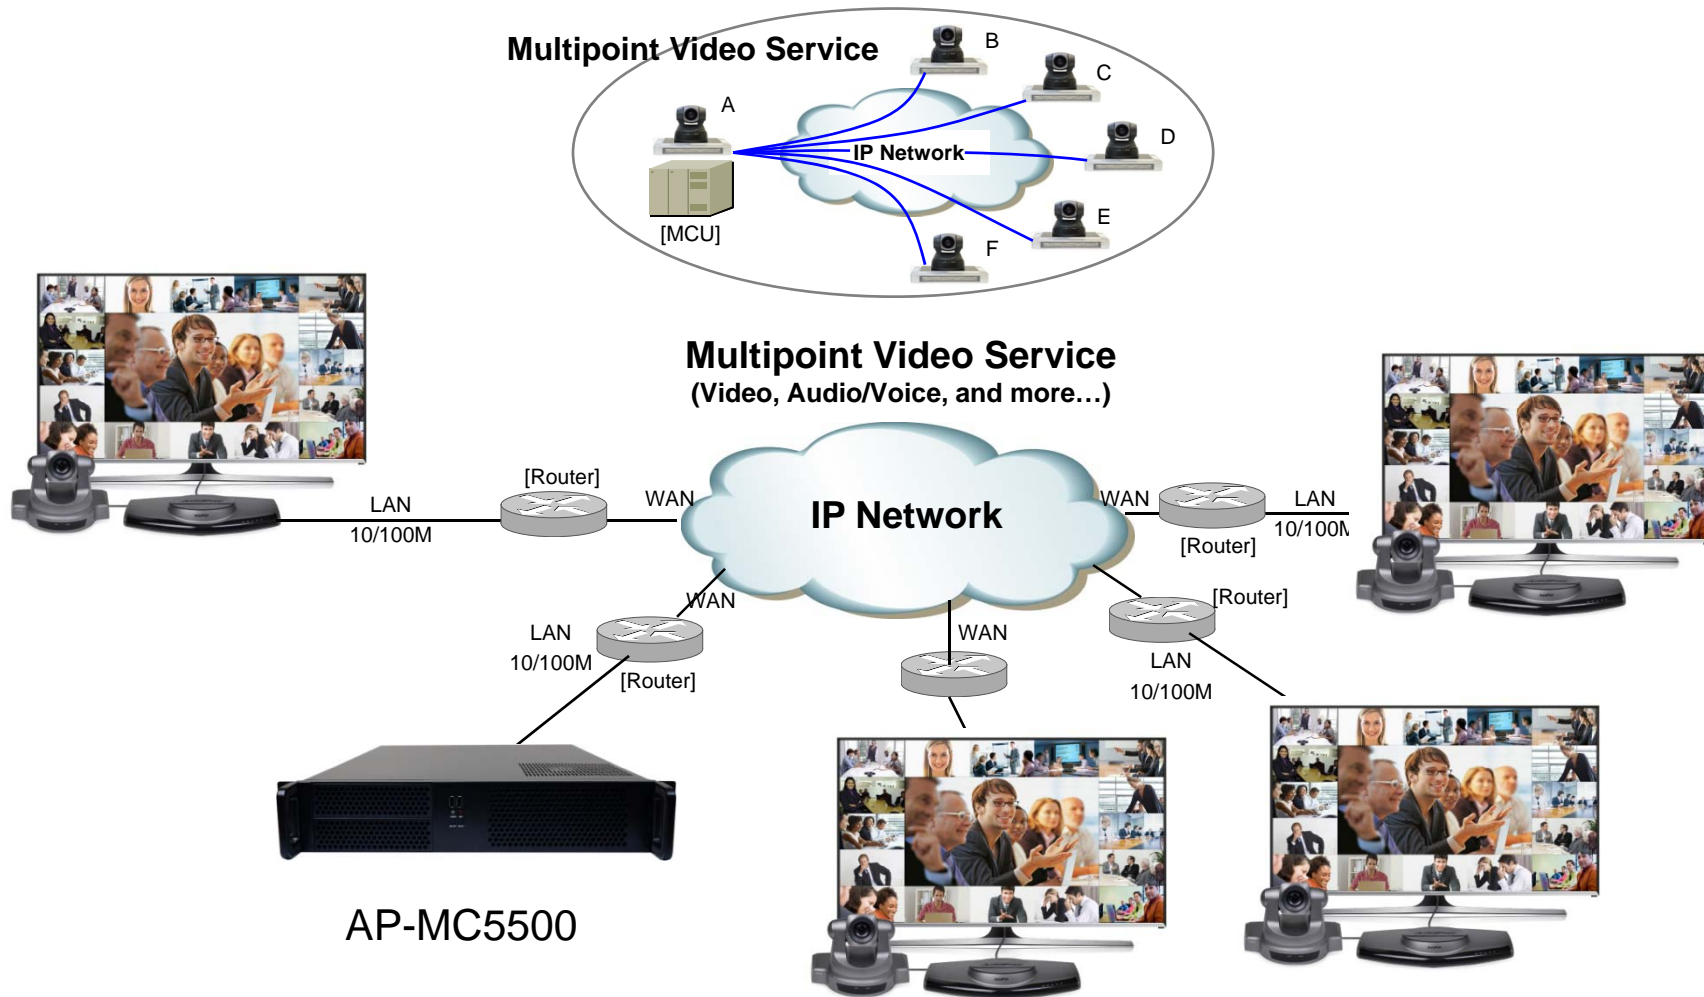 Multipoint Video Service
B
C
A
D
IP Network
E
[MCU]
F
Multipoint Video Service
(Video, Audio/Voice, and more…)
[Router]
LAN
WAN
IP Network
WAN
LAN
10/100M
10/100M
[Router]
WAN
[Router]
LAN
WAN
10/100M
LAN
[Router]
10/100M
AP-MC5500